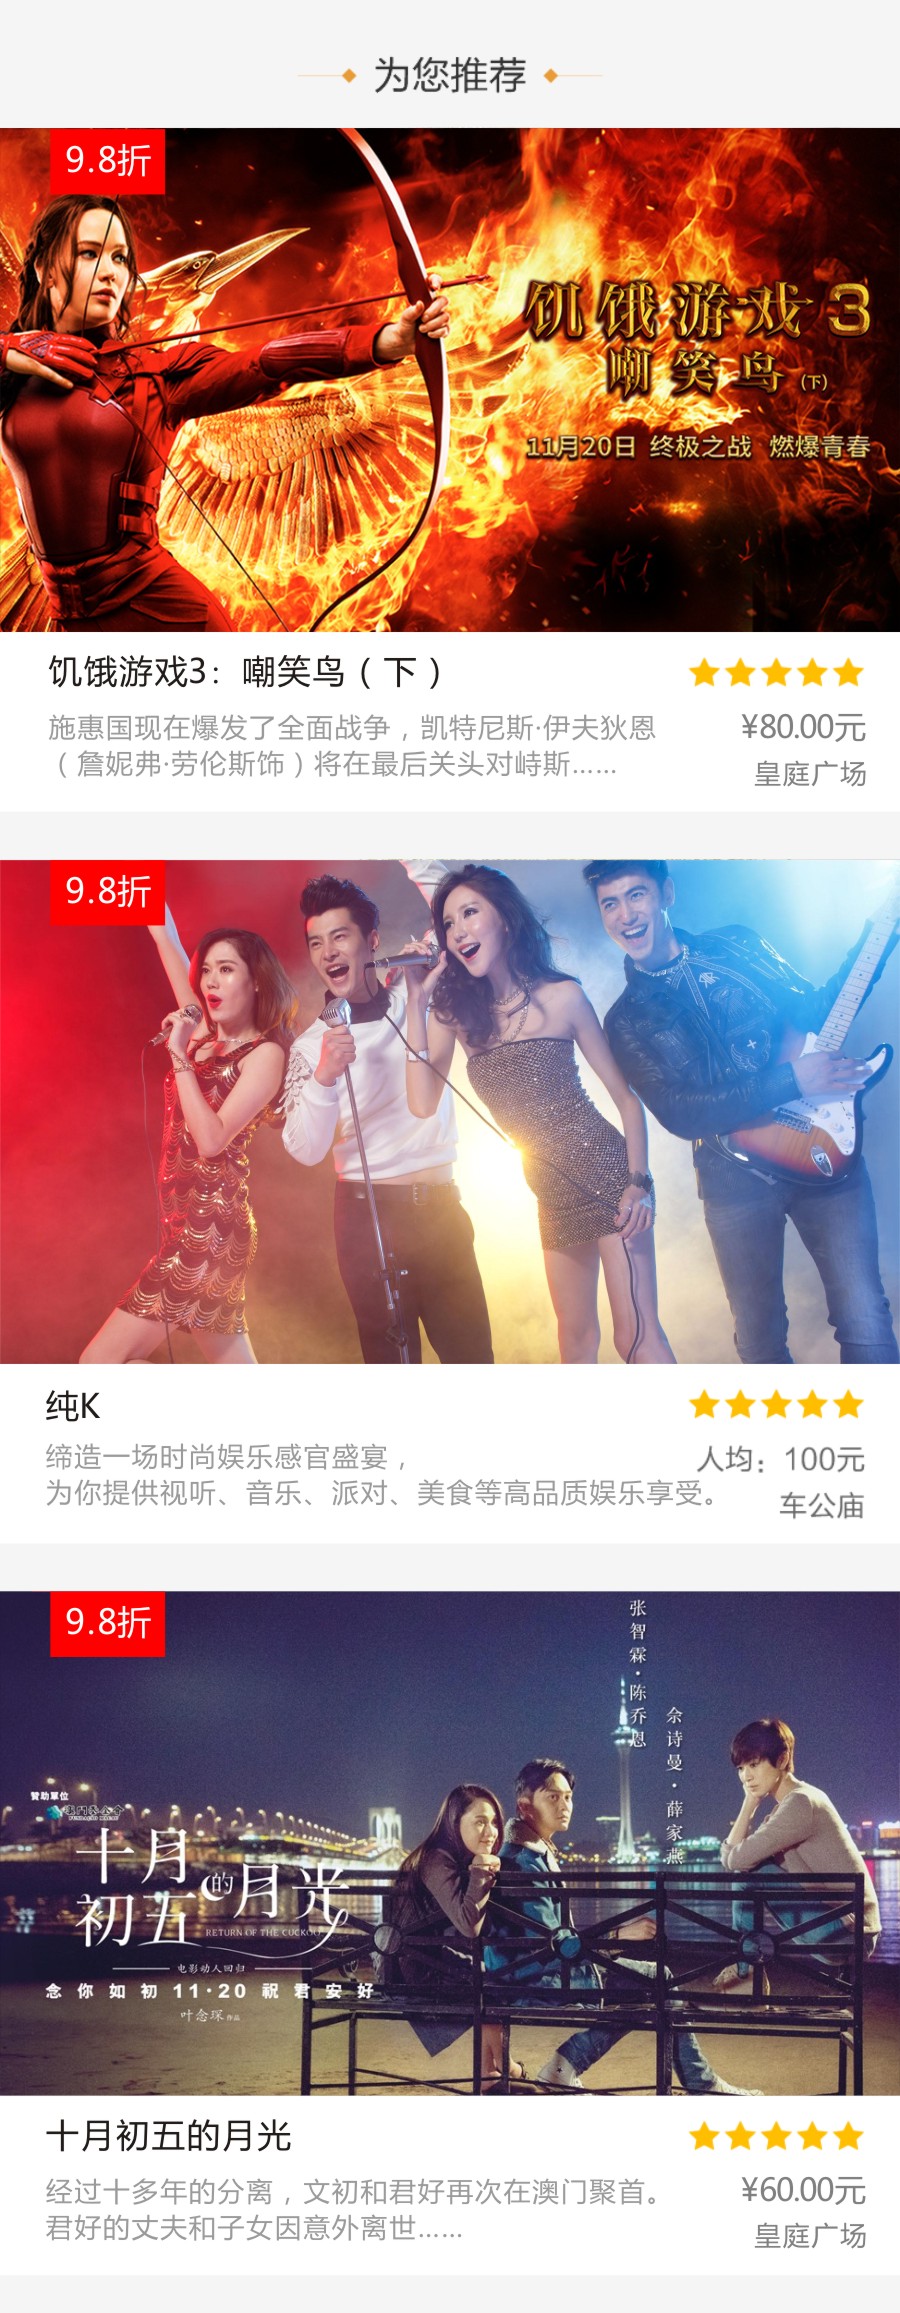 为您推荐
9.8折
饥饿游戏3
嘲笑鸟(下)
11月20日 终极之战 燃爆青春
饥饿游戏3：嘲笑鸟（下）
施惠国现在爆发了全面战争，凯特尼斯·伊夫狄恩
（詹妮弗·劳伦斯饰）将在最后关头对峙斯……
¥80.00元
皇庭广场
9.8折
纯K
缔造一场时尚娱乐感官盛宴，
为你提供视听、音乐、派对、美食等高品质娱乐享受。
人均：100元
车公庙
9.8折
张智霖·陈乔恩
佘诗曼·薛家燕
贊助單位
澳門基金會
FUNDAÇÃO MACAU
十月
初五的月光
RETURN OF THE CUCKOO
电影动人回归
念你如初 11·20 祝君安好
叶念琛 作品
十月初五的月光
经过十多年的分离，文初和君好再次在澳门聚首。
君好的丈夫和子女因意外离世……
¥60.00元
皇庭广场